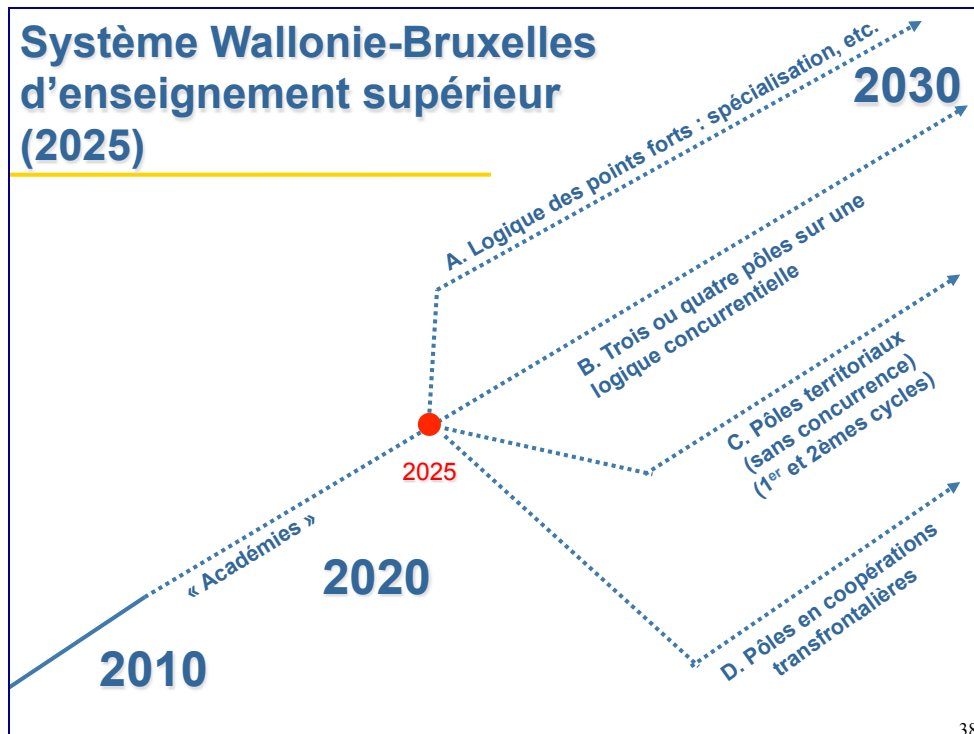 Système Wallonie-Bruxelles
d’enseignement supérieur
(2025)
2030
A. Logique des points forts : spécialisation, etc.
B. Trois ou quatre pôles sur une
logique concurrentielle
C. Pôles territoriaux
(sans concurrence)
(1er et 2èmes cycles)
2025
« Académies »
2020
D. Pôles en coopérations
transfrontalières
2010
38